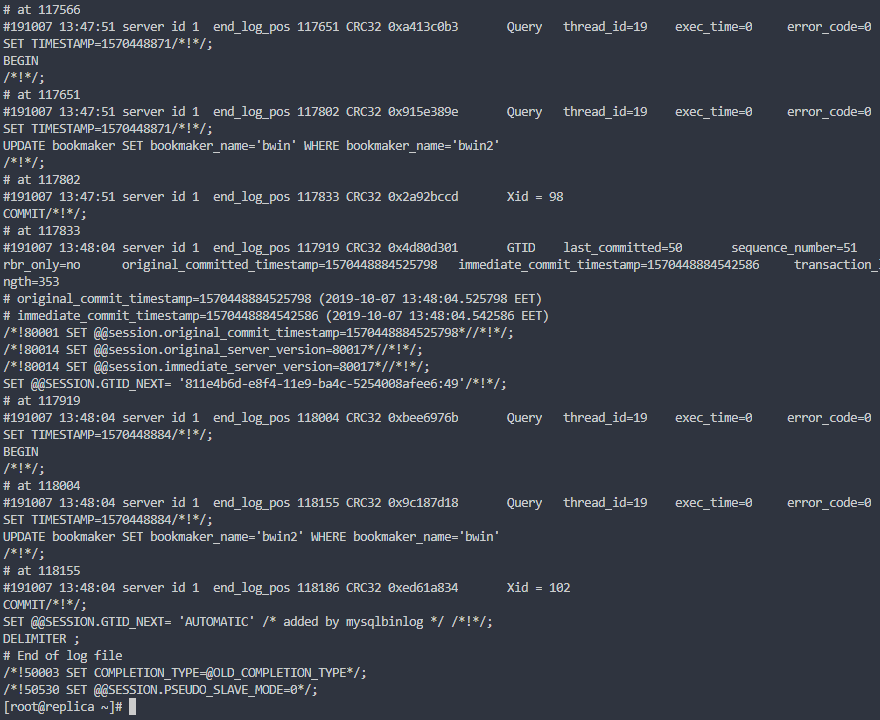 # at 117566
#191007 13:47:51 server id 1  end_log_pos 117651 CRC32 0xa413c0b3       Query   thread_id=19    exec_time=0     error_code=0
SET TIMESTAMP=1570448871/*!*/;
BEGIN
/*!*/;
# at 117651
#191007 13:47:51 server id 1  end_log_pos 117802 CRC32 0x915e389e       Query   thread_id=19    exec_time=0     error_code=0
SET TIMESTAMP=1570448871/*!*/;
UPDATE bookmaker SET bookmaker_name='bwin' WHERE bookmaker_name='bwin2'
/*!*/;
# at 117802
#191007 13:47:51 server id 1  end_log_pos 117833 CRC32 0x2a92bccd       Xid = 98
COMMIT/*!*/;
# at 117833
#191007 13:48:04 server id 1  end_log_pos 117919 CRC32 0x4d80d301       GTID    last_committed=50       sequence_number=51
rbr_only=no     original_committed_timestamp=1570448884525798   immediate_commit_timestamp=1570448884542586     transaction_l
ngth=353
# original_commit_timestamp=1570448884525798 (2019-10-07 13:48:04.525798 EET)
# immediate_commit_timestamp=1570448884542586 (2019-10-07 13:48:04.542586 EET)
/*!80001 SET @@session.original_commit_timestamp=1570448884525798*//*!*/;
/*!80014 SET @@session.original_server_version=80017*//*!*/;
/*!80014 SET @@session.immediate_server_version=80017*//*!*/;
SET @@SESSION.GTID_NEXT= '811e4b6d-e8f4-11e9-ba4c-5254008afee6:49'/*!*/;
# at 117919
#191007 13:48:04 server id 1  end_log_pos 118004 CRC32 0xbee6976b       Query   thread_id=19    exec_time=0     error_code=0
SET TIMESTAMP=1570448884/*!*/;
BEGIN
/*!*/;
# at 118004
#191007 13:48:04 server id 1  end_log_pos 118155 CRC32 0x9c187d18       Query   thread_id=19    exec_time=0     error_code=0
SET TIMESTAMP=1570448884/*!*/;
UPDATE bookmaker SET bookmaker_name='bwin2' WHERE bookmaker_name='bwin'
/*!*/;
# at 118155
#191007 13:48:04 server id 1  end_log_pos 118186 CRC32 0xed61a834       Xid = 102
COMMIT/*!*/;
SET @@SESSION.GTID_NEXT= 'AUTOMATIC' /* added by mysqlbinlog */ /*!*/;
DELIMITER ;
# End of log file
/*!50003 SET COMPLETION_TYPE=@OLD_COMPLETION_TYPE*/;
/*!50530 SET @@SESSION.PSEUDO_SLAVE_MODE=0*/;
[root@replica ~]#